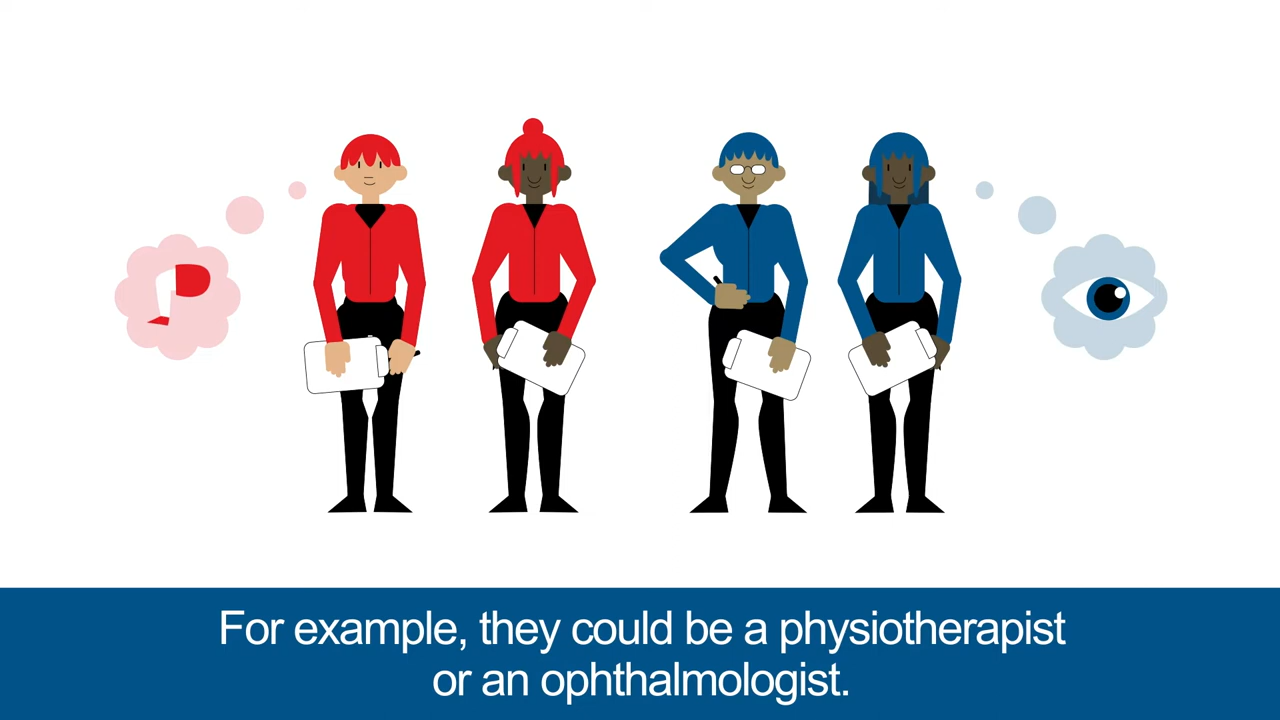 For example, they could be a physiotherapist
or an ophthalmologist.